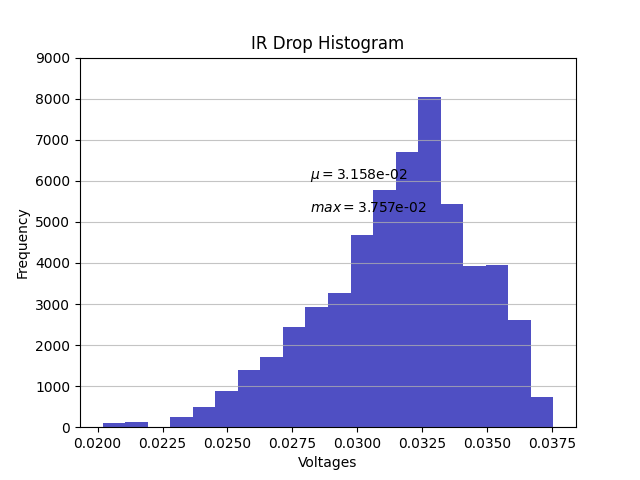 IR Drop Histogram
9000
8000
7000
6000
5000
4000
3000
2000
1000
0
Frequency
μ = 3.158e-02
max = 3.757e-02
0.0200 0.0225 0.0250 0.0275 0.0300 0.0325 0.0350 0.0375
Voltages